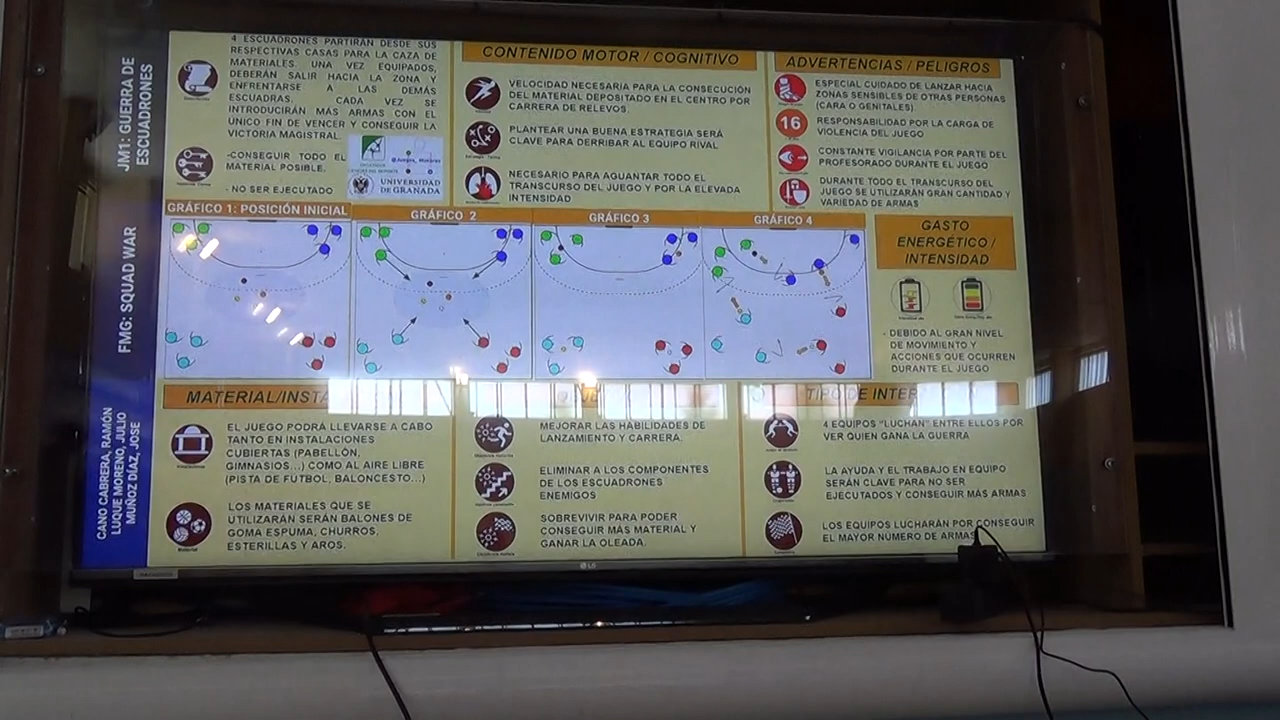 JM1: GUERRA DE
ESCUADRONES
FMG: SQUAD WAR
CANO CABRERA, RAMÓN
LUQUE MORENO, JULIO
MUÑOZ DÍAZ, JOSE
4 ESCUADRONES PARTIRÁN DESDE SUS
RESPECTIVAS CASAS PARA LA CAZA DE
MATERIALES. UNA VEZ EQUIPADOS,
DEBERÁN SALIR HACIA LA ZONA Y
ENFRENTARSE A LAS DEMÁS
ESCUADRAS. CADA VEZ SE
INTRODUCIRÁN MÁS ARMAS CON EL
ÚNICO FIN DE VENCER Y CONSEGUIR LA
VICTORIA MAGISTRAL.
-CONSEGUIR TODO EL
MATERIAL POSIBLE.
- NO SER EJECUTADO
@Juegos_Motores
UNIVERSIDAD
DE GRANADA
CONTENIDO MOTOR / COGNITIVO
VELOCIDAD NECESARIA PARA LA CONSECUCIÓN
DEL MATERIAL DEPOSITADO EN EL CENTRO POR
CARRERA DE RELEVOS.
PLANTEAR UNA BUENA ESTRATEGIA SERÁ
CLAVE PARA DERRIBAR AL EQUIPO RIVAL
NECESARIO PARA AGUANTAR TODO EL
TRANSCURSO DEL JUEGO Y POR LA ELEVADA
INTENSIDAD
ADVERTENCIAS / PELIGROS
ESPECIAL CUIDADO DE LANZAR HACIA
ZONAS SENSIBLES DE OTRAS PERSONAS
(CARA O GENITALES).
16
RESPONSABILIDAD POR LA CARGA DE
VIOLENCIA DEL JUEGO
CONSTANTE VIGILANCIA POR PARTE DEL
PROFESORADO DURANTE EL JUEGO
DURANTE TODO EL TRANSCURSO DEL
JUEGO SE UTILIZARÁN GRAN CANTIDAD Y
VARIEDAD DE ARMAS
GRÁFICO 1: POSICIÓN INICIAL
GRÁFICO 2
GRÁFICO 3
GRÁFICO 4
GASTO
ENERGÉTICO /
INTENSIDAD
- DEBIDO AL GRAN NIVEL
DE MOVIMIENTO Y
ACCIONES QUE OCURREN
DURANTE EL JUEGO
MATERIAL/INSTA
EL JUEGO PODRÁ LLEVARSE A CABO
TANTO EN INSTALACIONES
CUBIERTAS (PABELLÓN,
GIMNASIOS...) COMO AL AIRE LIBRE
(PISTA DE FÚTBOL, BALONCESTO...)
Material
LOS MATERIALES QUE SE
UTILIZARÁN SERÁN BALONES DE
GOMA ESPUMA, CHURROS,
ESTERILLAS Y AROS.
MEJORAR LAS HABILIDADES DE
LANZAMIENTO Y CARRERA.
ELIMINAR A LOS COMPONENTES
DE LOS ESCUADRONES
ENEMIGOS
SOBREVIVIR PARA PODER
CONSEGUIR MÁS MATERIAL Y
GANAR LA OLEADA.
TIPO DE INTER
4 EQUIPOS "LUCHAN" ENTRE ELLOS POR
VER QUIEN GANA LA GUERRA
LA AYUDA Y EL TRABAJO EN EQUIPO
SERÁN CLAVE PARA NO SER
EJECUTADOS Y CONSEGUIR MÁS ARMAS
LOS EQUIPOS LUCHARÁN POR CONSEGUIR
EL MAYOR NÚMERO DE ARMAS
LG